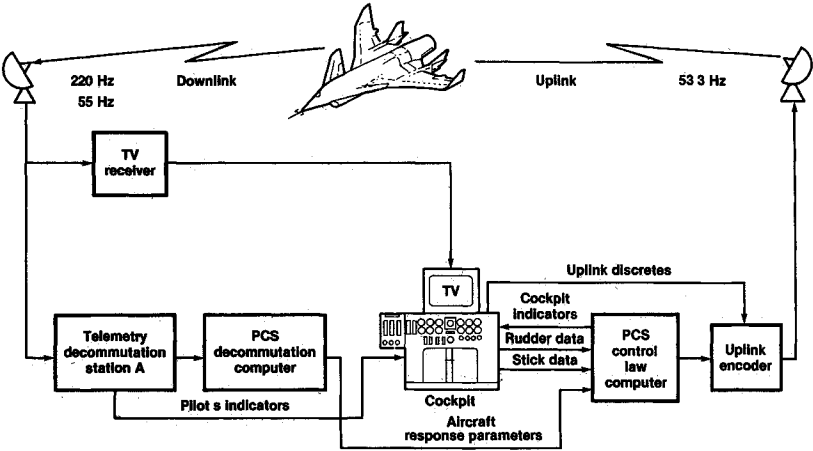 220 Hz
55 Hz
Downlink
Uplink
53 3 Hz
TV
receiver
TV
Uplink discretes
Cockpit
indicators
Rudder data
Stick data
Telemetry
decommutation
station A
PCS
decommutation
computer
PCS
control
law
computer
Uplink
encoder
Pilot s indicators
Cockpit
Aircraft
response parameters